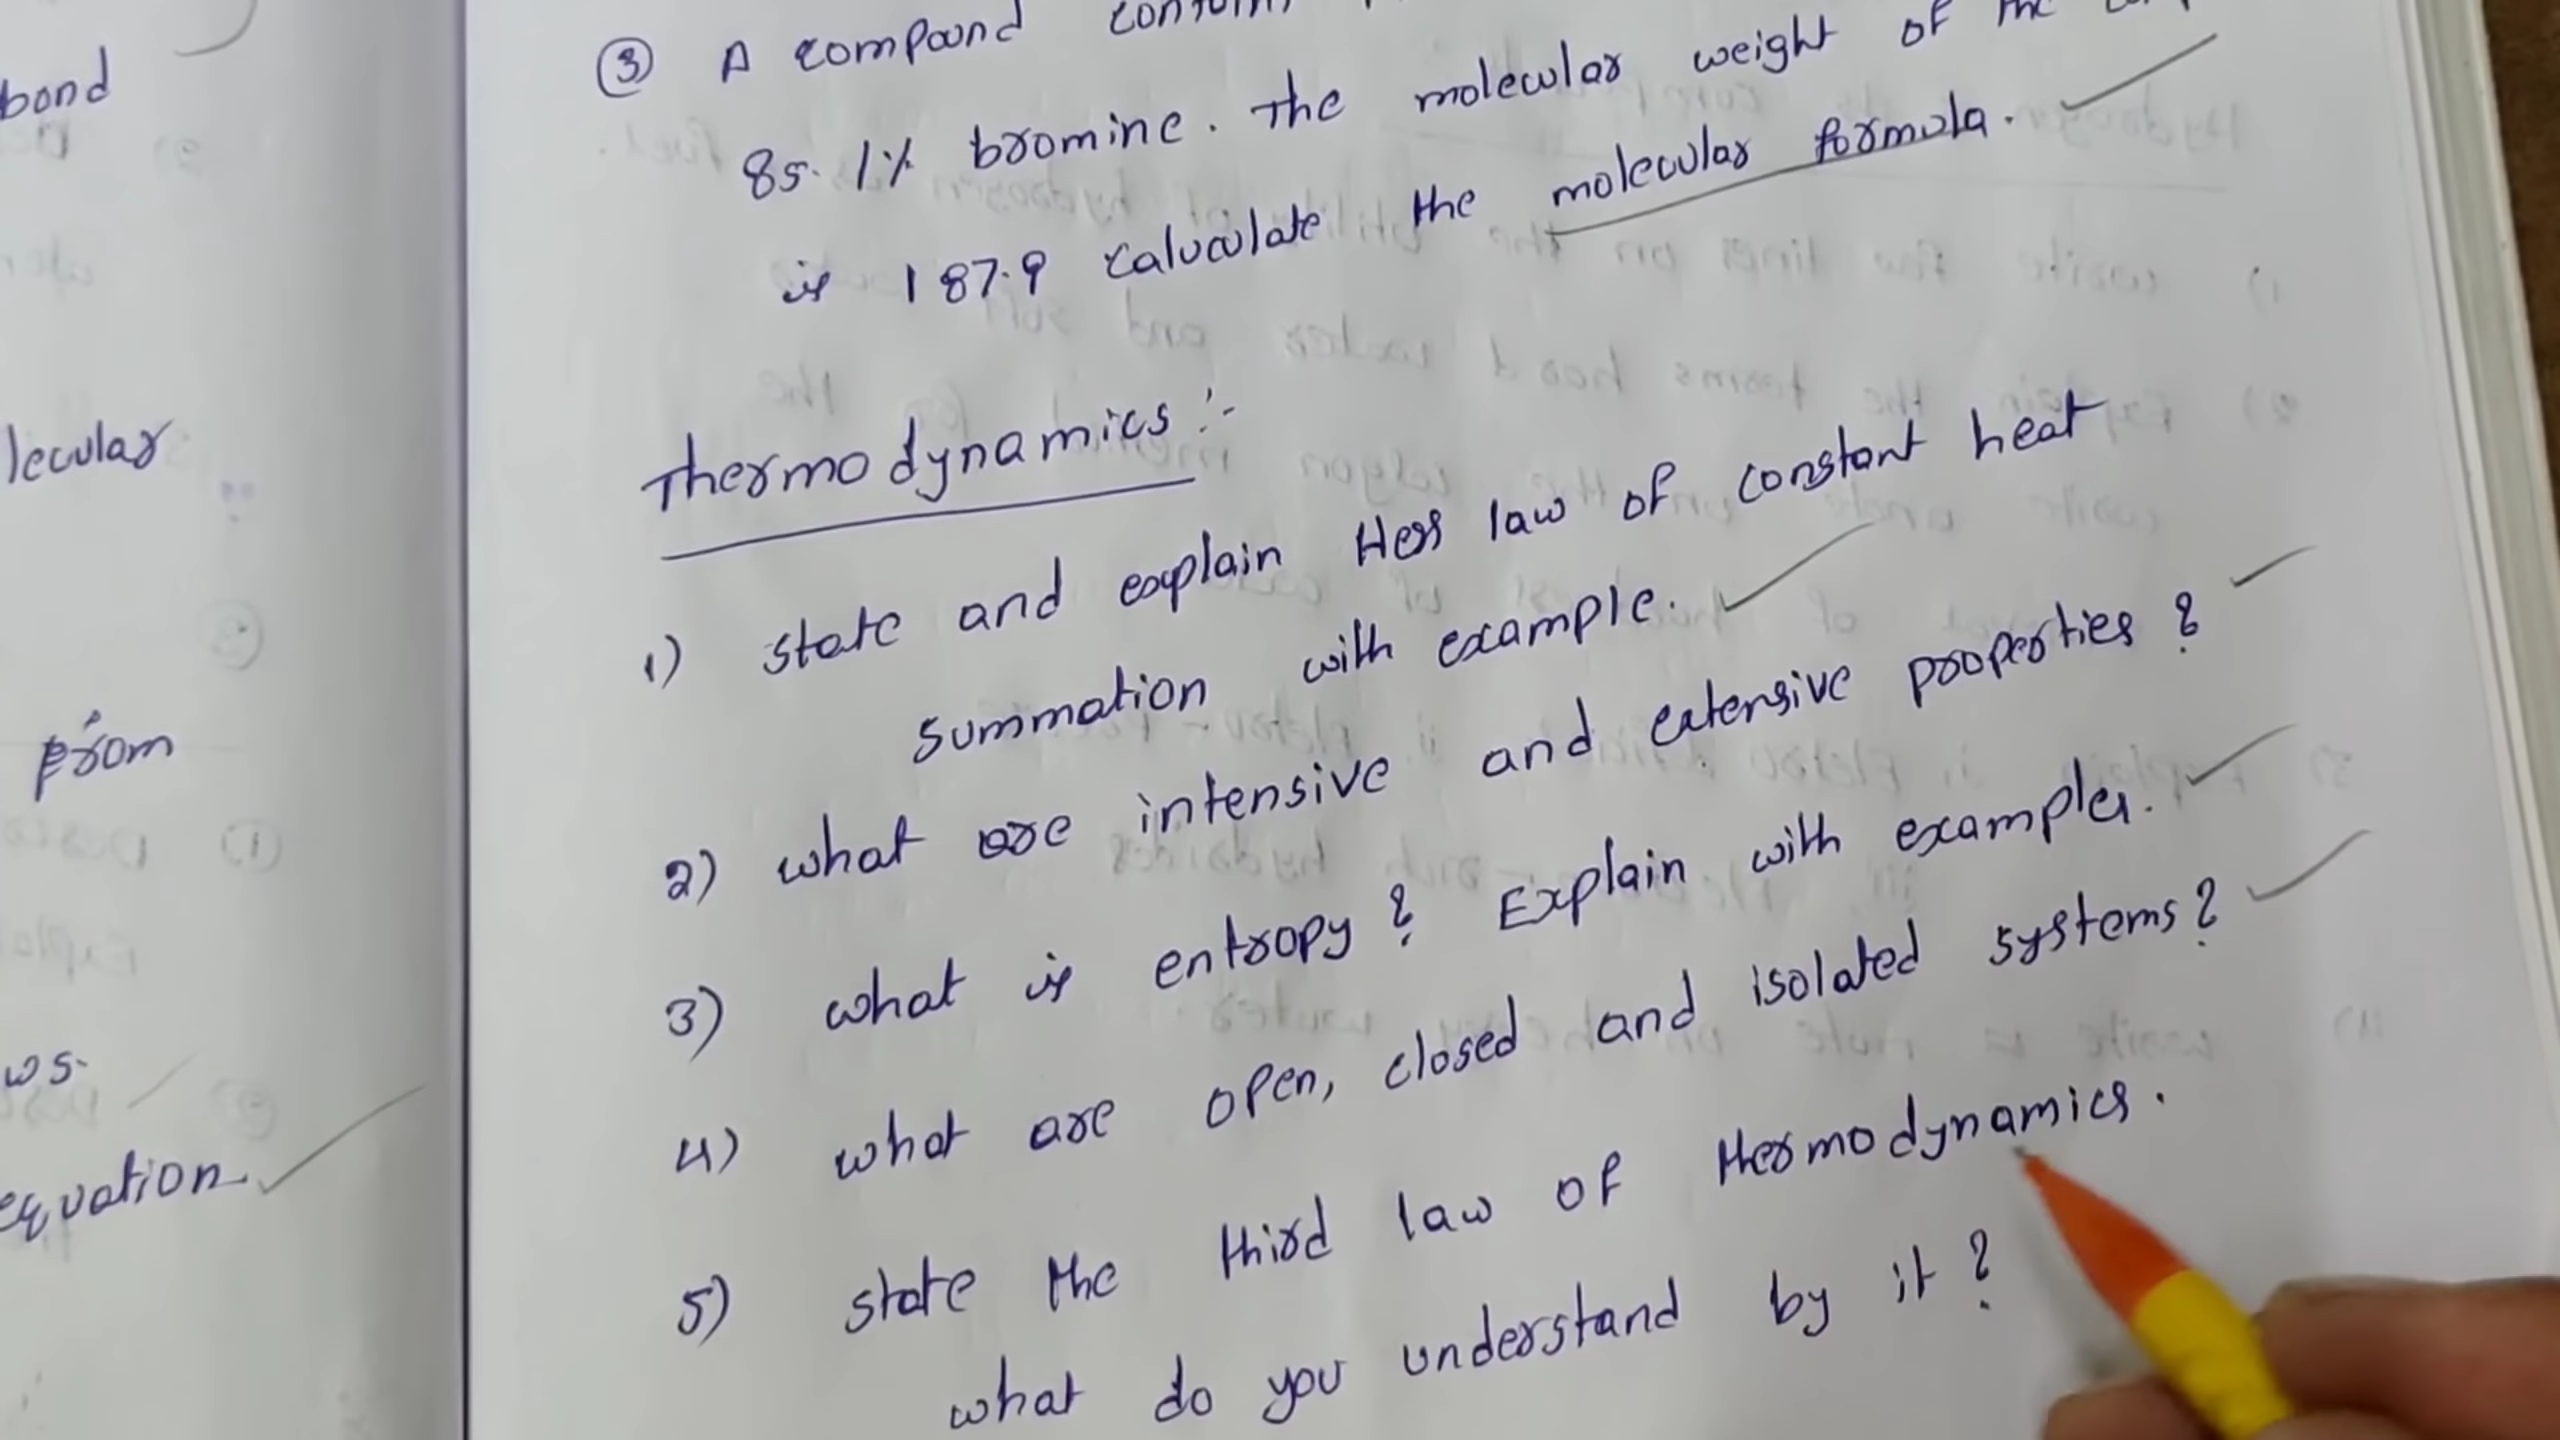 bond
lecular
from
ws.
equation
③ A compound
85.1% bromine. The molecular weight of the
is 187.9 caluculate the molecular formula.
Thermodynamics :-
1) state and explain Hess law of constant heat
summation with example.
2) what are intensive and extensive properties ?
3) what is entropy ? Explain with examples.
4) what are open, closed and isolated systems ?
5) state the third law of thermodynamics.
what do you understand by it ?